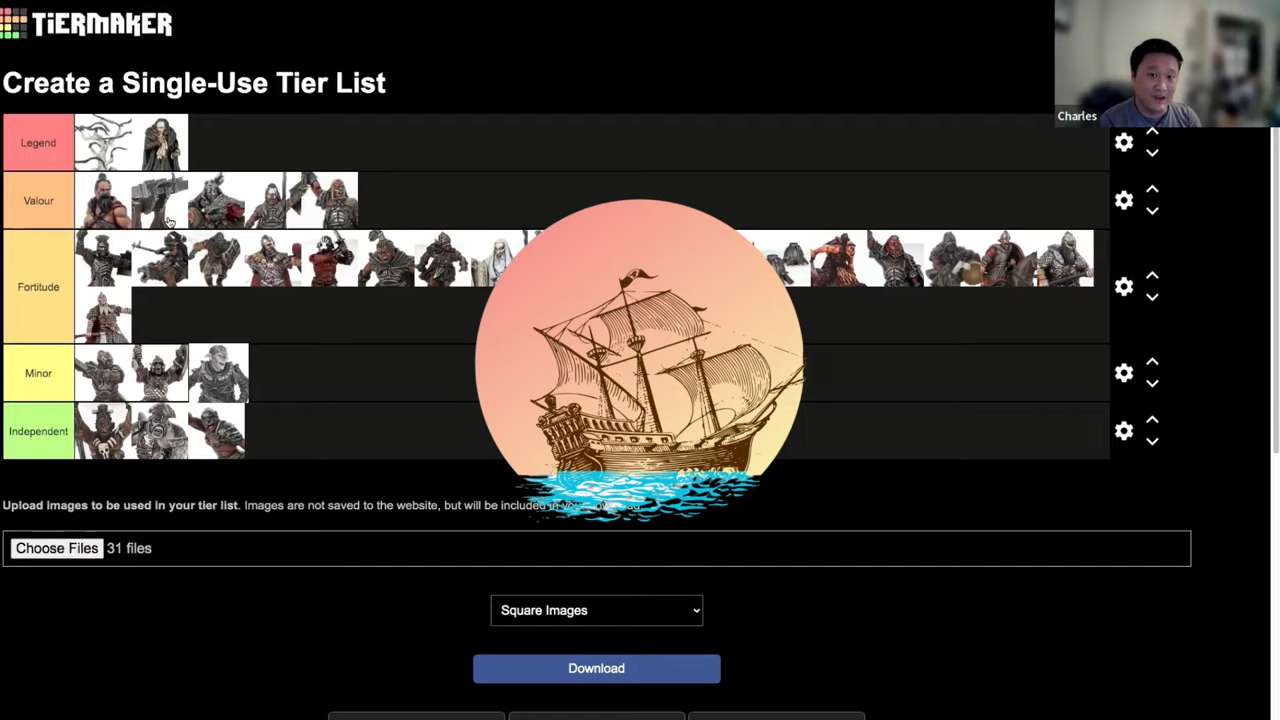 TiERMAKER
Create a Single-Use Tier List
Charles
Legend
Valour
Fortitude
Minor
Independent
Upload images to be used in your tier list. Images are not saved to the website, but will be included in your
Choose Files 31 files
Square Images
Download